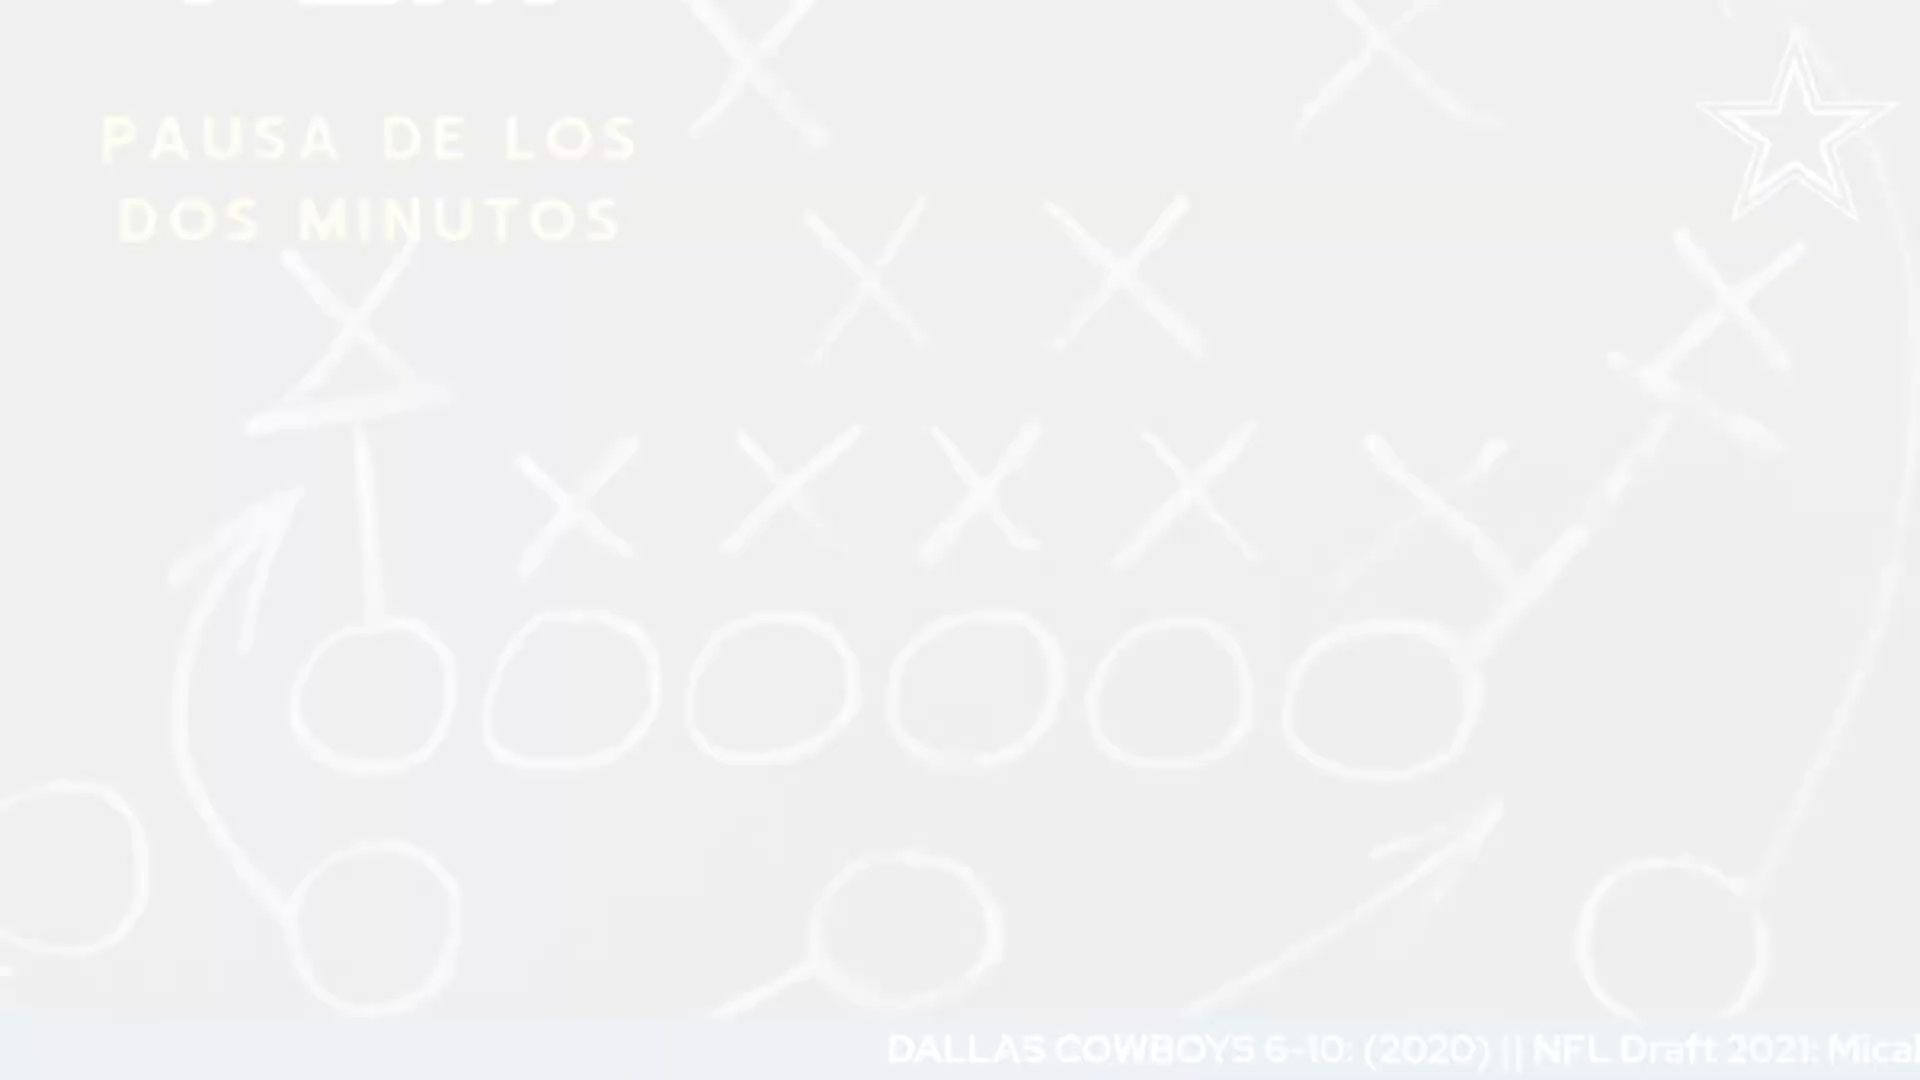 PAUSA DE LOS
DOS MINUTOS
DALLAS COWBOYS 6-10: (2020) || NFL Draft 2021: